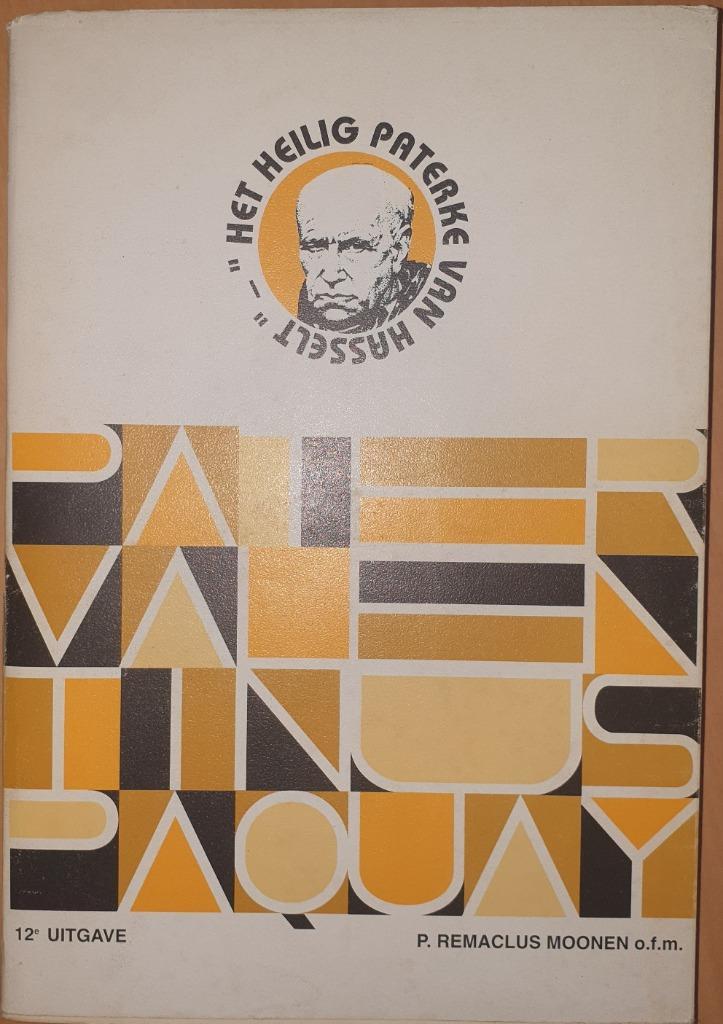 "HET HEILIG PATERKE VAN HASSELT" –
PATER
VALEN
TINUS
PAQUAY
12e UITGAVE
P. REMACLUS MOONEN o.f.m.